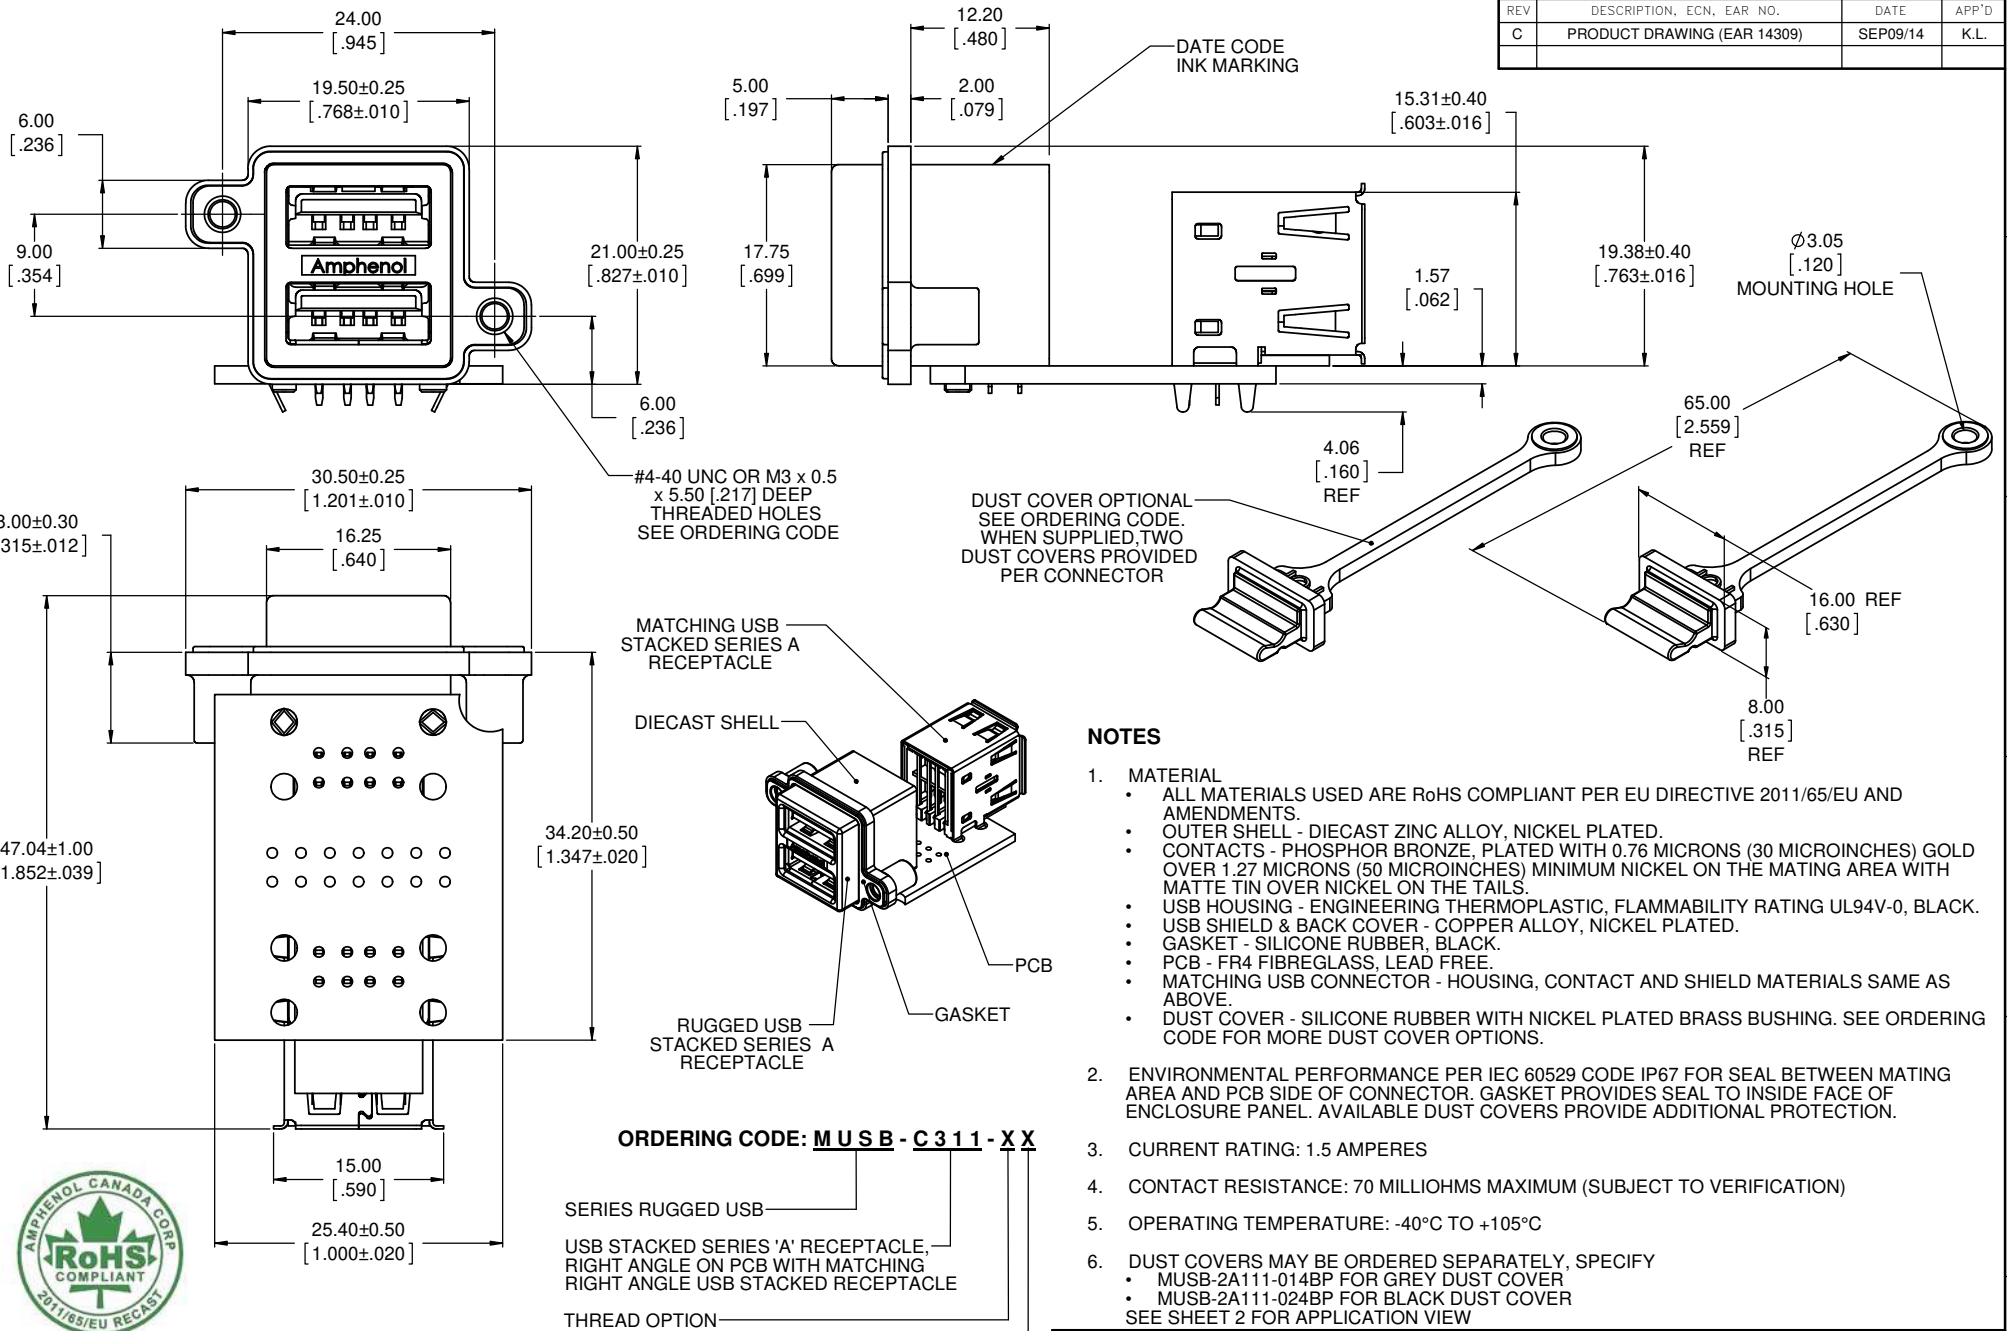 REV DESCRIPTION, ECN, EAR NO. DATE APP'D
C PRODUCT DRAWING (EAR 14309) SEP09/14 K.L.
24.00
[.945]
19.50±0.25
[.768±.010]
6.00
[.236]
9.00
[.354]
Amphenol
21.00±0.25
[.827±.010]
6.00
[.236]
#4-40 UNC OR M3 x 0.5
x 5.50 [.217] DEEP
THREADED HOLES
SEE ORDERING CODE
12.20
[.480]
5.00
[.197]
2.00
[.079]
DATE CODE
INK MARKING
15.31±0.40
[.603±.016]
17.75
[.699]
1.57
[.062]
19.38±0.40
[.763±.016]
4.06
[.160]
REF
Ø3.05
[.120]
MOUNTING HOLE
65.00
[2.559]
REF
DUST COVER OPTIONAL
SEE ORDERING CODE.
WHEN SUPPLIED,TWO
DUST COVERS PROVIDED
PER CONNECTOR
16.00 REF
[.630]
8.00
[.315]
REF
30.50±0.25
[1.201±.010]
16.25
[.640]
.00±0.30
315±.012]
47.04±1.00
1.852±.039]
34.20±0.50
[1.347±.020]
15.00
[.590]
25.40±0.50
[1.000±.020]
MATCHING USB
STACKED SERIES A
RECEPTACLE
DIECAST SHELL
PCB
GASKET
RUGGED USB
STACKED SERIES A
RECEPTACLE
AMPHENOL CANADA CORP
RoHS
COMPLIANT
2011/65/EU RECAST
ORDERING CODE: M U S B - C 3 1 1 - X X
SERIES RUGGED USB
USB STACKED SERIES 'A' RECEPTACLE,
RIGHT ANGLE ON PCB WITH MATCHING
RIGHT ANGLE USB STACKED RECEPTACLE
THREAD OPTION
NOTES
1. MATERIAL
• ALL MATERIALS USED ARE RoHS COMPLIANT PER EU DIRECTIVE 2011/65/EU AND
AMENDMENTS.
• OUTER SHELL - DIECAST ZINC ALLOY, NICKEL PLATED.
• CONTACTS - PHOSPHOR BRONZE, PLATED WITH 0.76 MICRONS (30 MICROINCHES) GOLD
OVER 1.27 MICRONS (50 MICROINCHES) MINIMUM NICKEL ON THE MATING AREA WITH
MATTE TIN OVER NICKEL ON THE TAILS.
• USB HOUSING - ENGINEERING THERMOPLASTIC, FLAMMABILITY RATING UL94V-0, BLACK.
• USB SHIELD & BACK COVER - COPPER ALLOY, NICKEL PLATED.
• GASKET - SILICONE RUBBER, BLACK.
• PCB - FR4 FIBREGLASS, LEAD FREE.
• MATCHING USB CONNECTOR - HOUSING, CONTACT AND SHIELD MATERIALS SAME AS
ABOVE.
• DUST COVER - SILICONE RUBBER WITH NICKEL PLATED BRASS BUSHING. SEE ORDERING
CODE FOR MORE DUST COVER OPTIONS.
2. ENVIRONMENTAL PERFORMANCE PER IEC 60529 CODE IP67 FOR SEAL BETWEEN MATING
AREA AND PCB SIDE OF CONNECTOR. GASKET PROVIDES SEAL TO INSIDE FACE OF
ENCLOSURE PANEL. AVAILABLE DUST COVERS PROVIDE ADDITIONAL PROTECTION.
3. CURRENT RATING: 1.5 AMPERES
4. CONTACT RESISTANCE: 70 MILLIOHMS MAXIMUM (SUBJECT TO VERIFICATION)
5. OPERATING TEMPERATURE: -40°C TO +105°C
6. DUST COVERS MAY BE ORDERED SEPARATELY, SPECIFY
• MUSB-2A111-014BP FOR GREY DUST COVER
• MUSB-2A111-024BP FOR BLACK DUST COVER
SEE SHEET 2 FOR APPLICATION VIEW